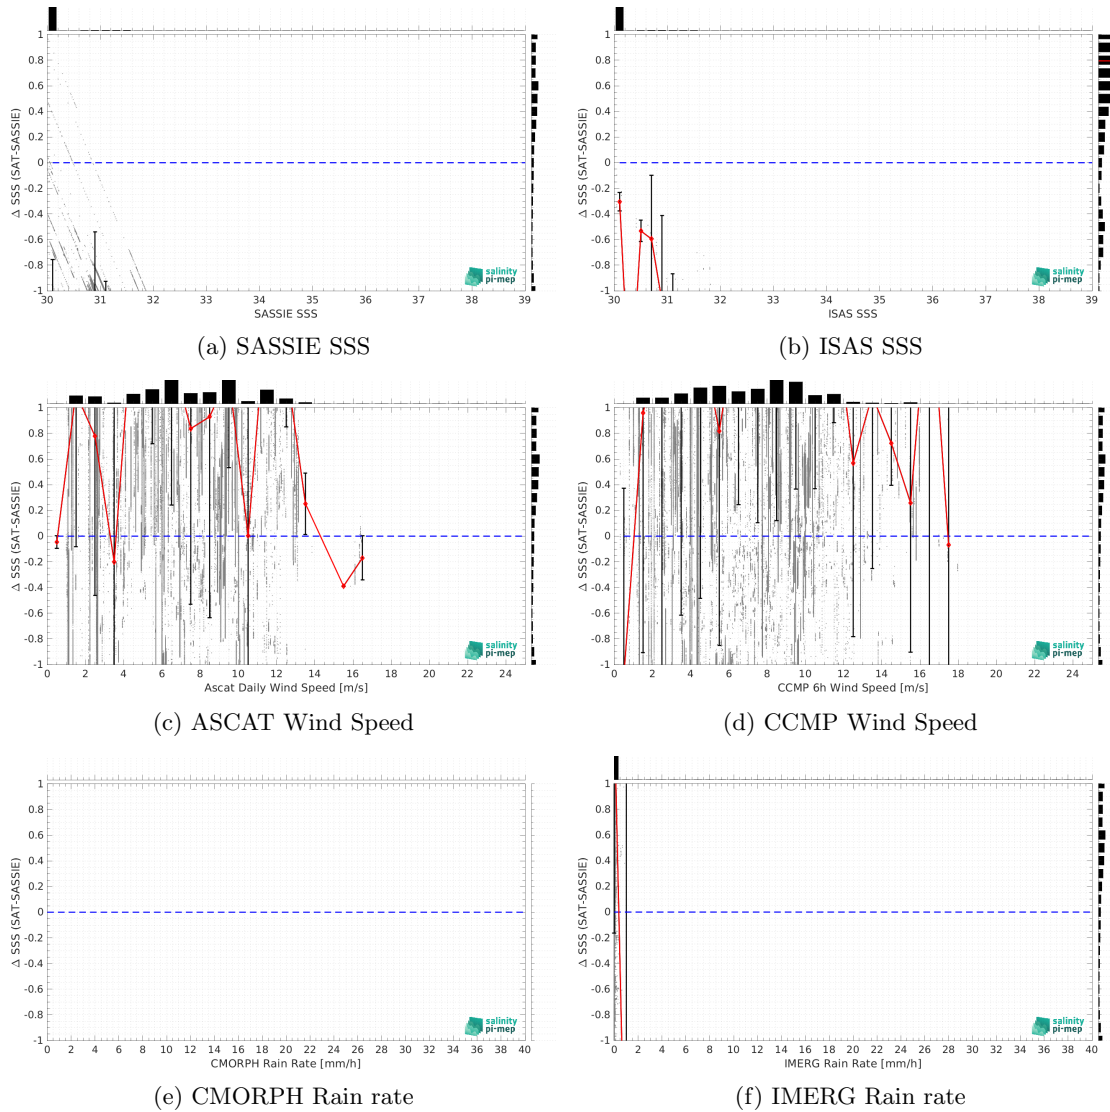 1
0.8
0.6
0.4
0.2
0
-0.2
-0.4
-0.6
-0.8
-1
Δ SSS (SAT-SASSIE)
salinity
pi-mep
30 31 32 33 34 35 36 37 38 39
SASSIE SSS
(a) SASSIE SSS
1
0.8
0.6
0.4
0.2
0
-0.2
-0.4
-0.6
-0.8
-1
Δ SSS (SAT-SASSIE)
salinity
pi-mep
30 31 32 33 34 35 36 37 38 39
ISAS SSS
(b) ISAS SSS
1
0.8
0.6
0.4
0.2
0
-0.2
-0.4
-0.6
-0.8
-1
Δ SSS (SAT-SASSIE)
salinity
pi-mep
0 2 4 6 8 10 12 14 16 18 20 22 24
Ascat Daily Wind Speed [m/s]
(c) ASCAT Wind Speed
1
0.8
0.6
0.4
0.2
0
-0.2
-0.4
-0.6
-0.8
-1
Δ SSS (SAT-SASSIE)
salinity
pi-mep
0 2 4 6 8 10 12 14 16 18 20 22 24
CCMP 6h Wind Speed [m/s]
(d) CCMP Wind Speed
1
0.8
0.6
0.4
0.2
0
-0.2
-0.4
-0.6
-0.8
-1
Δ SSS (SAT-SASSIE)
salinity
pi-mep
0 2 4 6 8 10 12 14 16 18 20 22 24 26 28 30 32 34 36 38 40
CMORPH Rain Rate [mm/h]
(e) CMORPH Rain rate
1
0.8
0.6
0.4
0.2
0
-0.2
-0.4
-0.6
-0.8
-1
Δ SSS (SAT-SASSIE)
salinity
pi-mep
0 2 4 6 8 10 12 14 16 18 20 22 24 26 28 30 32 34 36 38 40
IMERG Rain Rate [mm/h]
(f) IMERG Rain rate